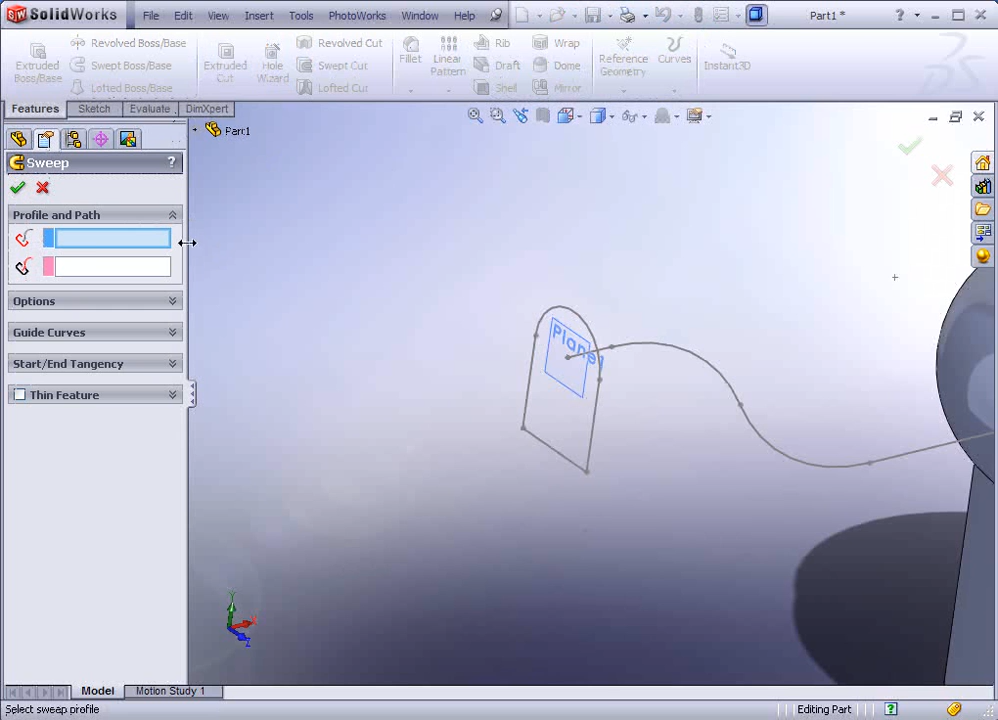 SolidWorks File Edit View Insert Tools PhotoWorks Window Help Part1 * ?
Extruded Boss/Base
Revolved Boss/Base
Swept Boss/Base
Lofted Boss/Base
Extruded Cut
Hole Wizard
Revolved Cut
Swept Cut
Lofted Cut
Fillet
Linear Pattern
Rib
Draft
Shell
Wrap
Dome
Mirror
Reference Geometry
Curves
Instant3D
Features Sketch Evaluate DimXpert
Part1
Sweep ?
Profile and Path
Options
Guide Curves
Start/End Tangency
Thin Feature
Plane1
Y
X
Z
Model Motion Study 1
Select sweep profile Editing Part ?